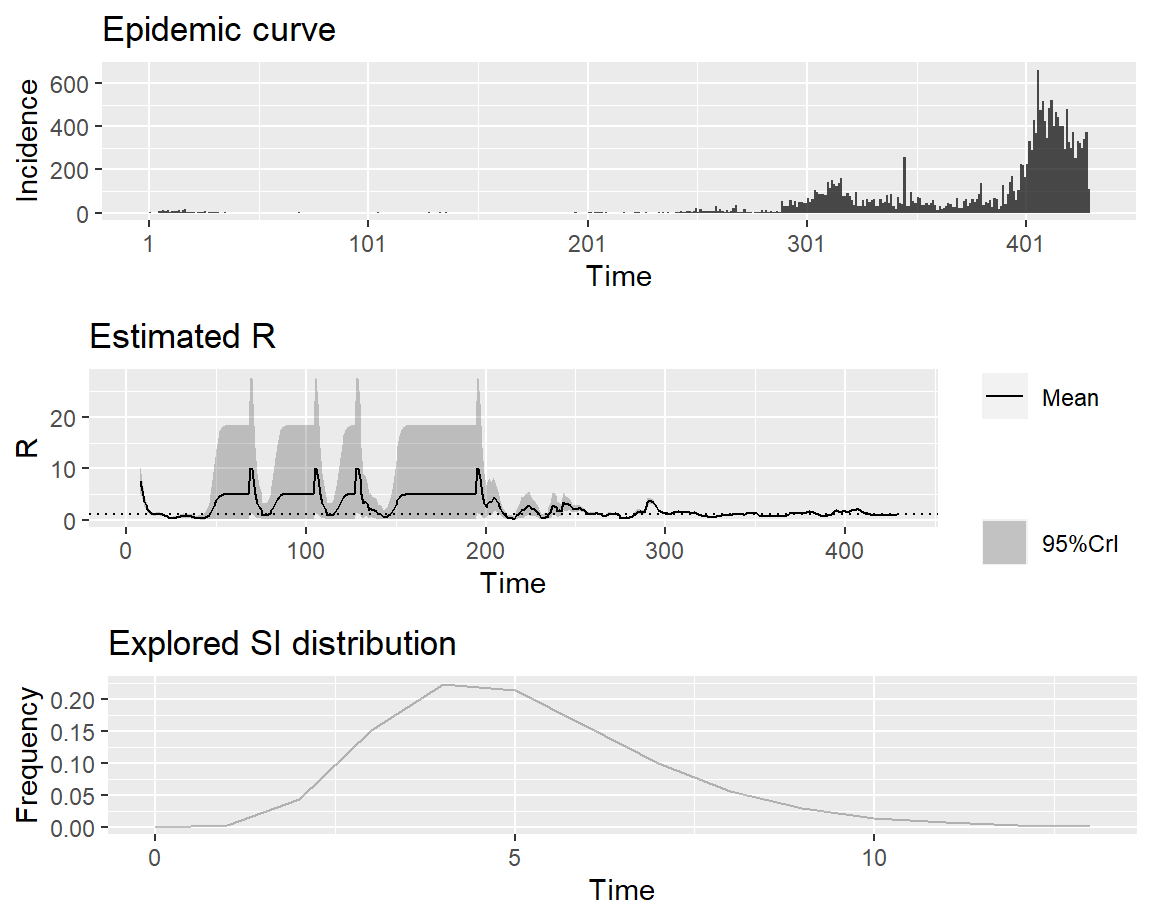 Epidemic curve
Incidence
600
400
200
0
1 101 201 301 401
Time
Estimated R
R
20
10
0
0 100 200 300 400
Time
Mean
95%CrI
Explored SI distribution
Frequency
0.20
0.15
0.10
0.05
0.00
0 5 10
Time